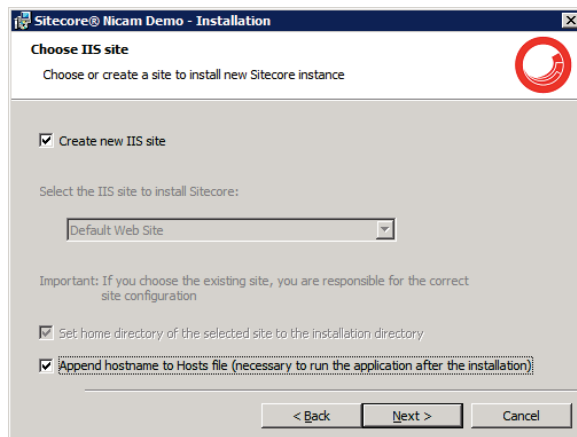 Sitecore® Nicam Demo - Installation
Choose IIS site
Choose or create a site to install new Sitecore instance
Create new IIS site
Select the IIS site to install Sitecore:
Default Web Site
Important: If you choose the existing site, you are responsible for the correct
site configuration
Set home directory of the selected site to the installation directory
Append hostname to Hosts file (necessary to run the application after the installation)
< Back Next > Cancel